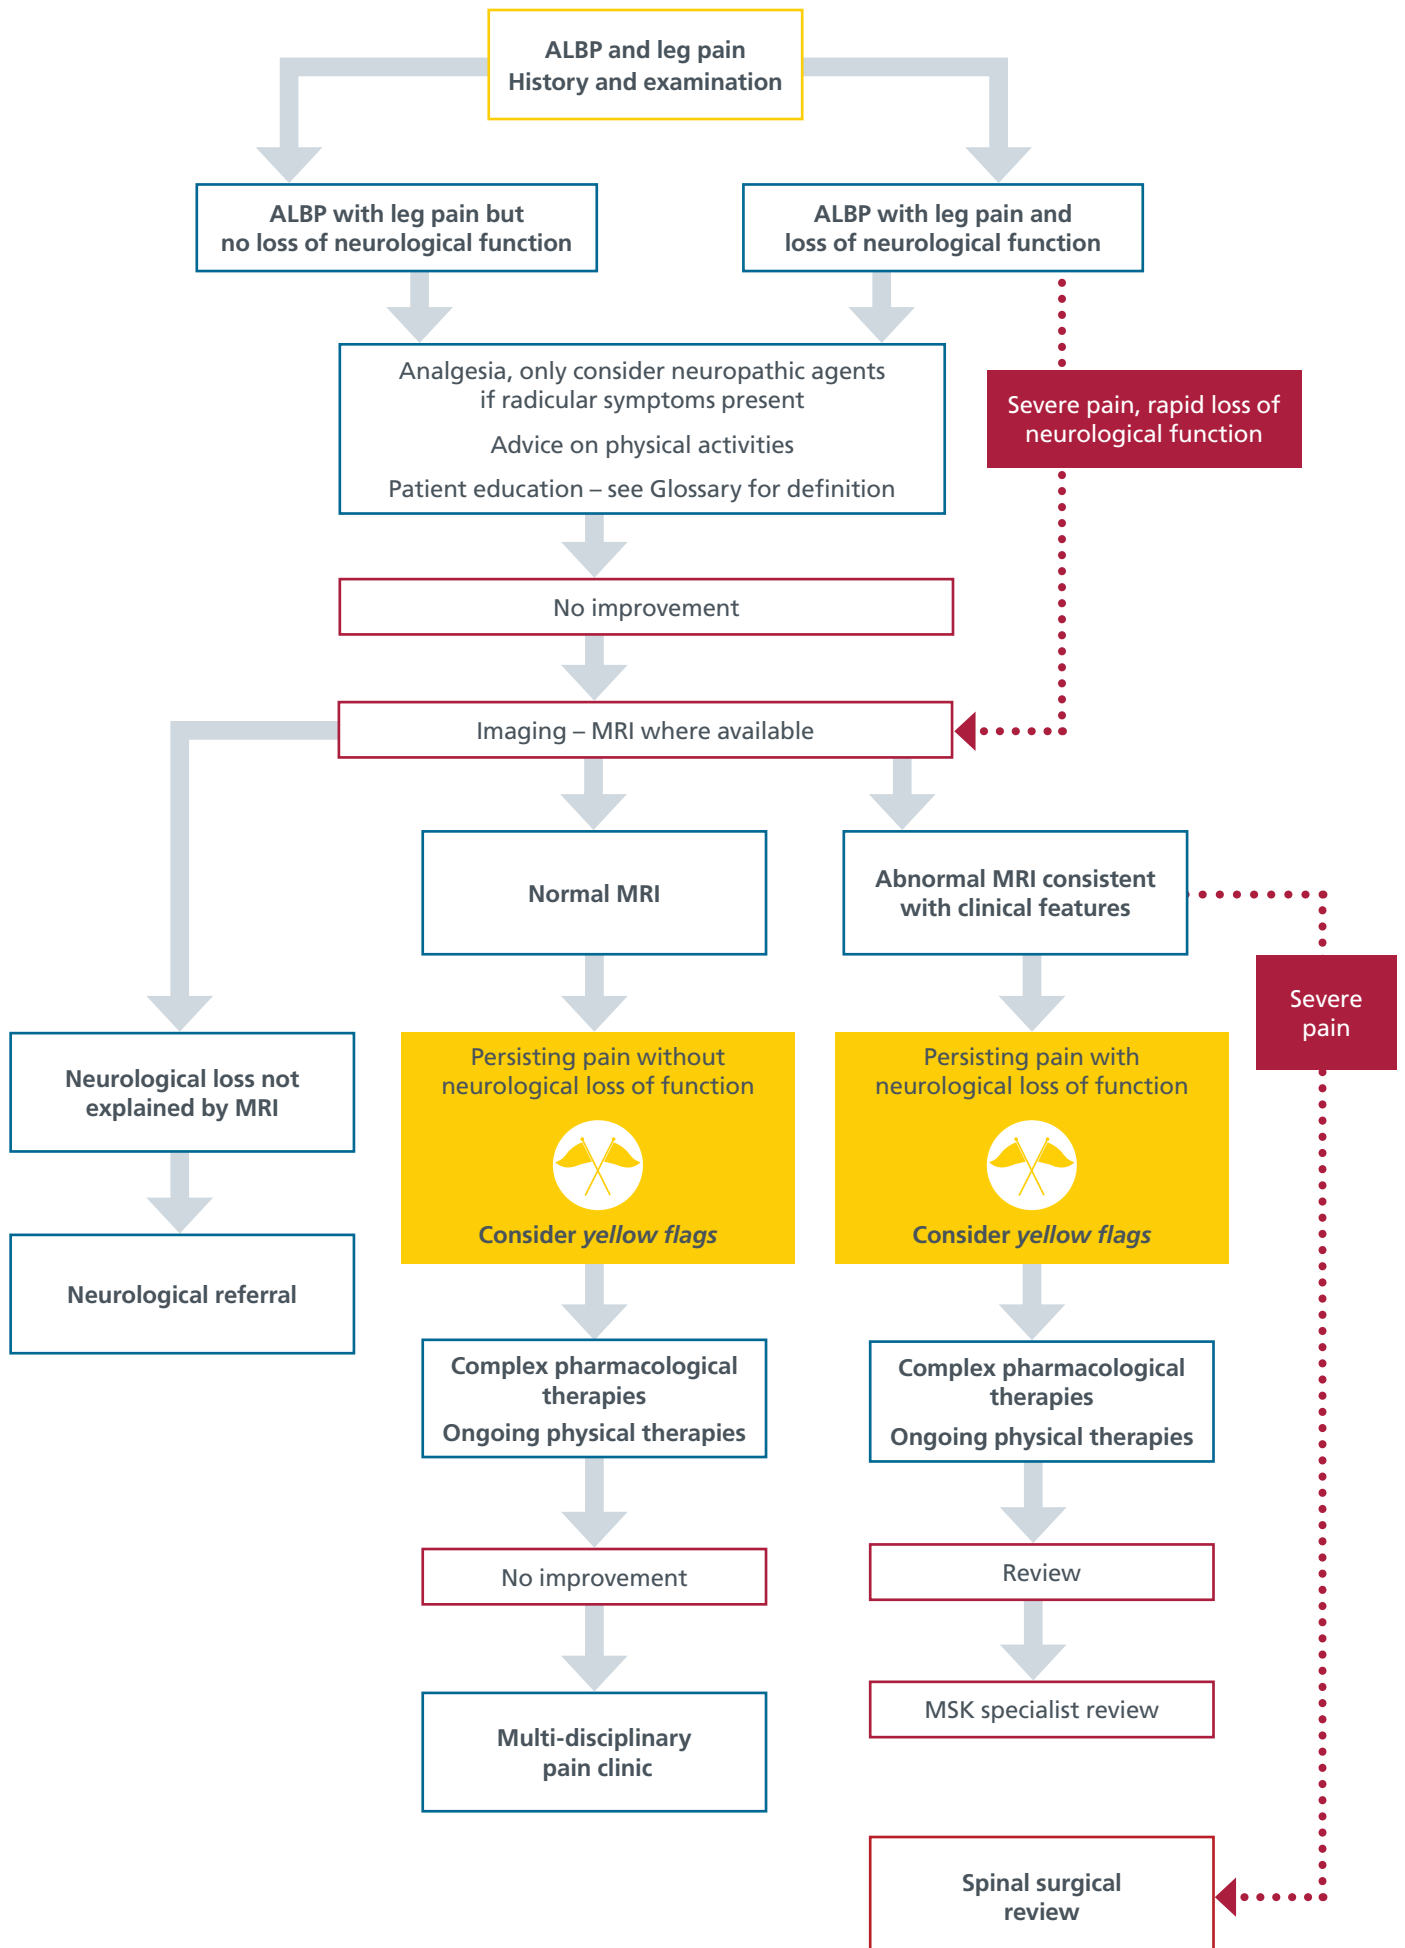 ALBP and leg pain
History and examination
ALBP with leg pain but
no loss of neurological function
ALBP with leg pain and
loss of neurological function
Analgesia, only consider neuropathic agents
if radicular symptoms present
Advice on physical activities
Patient education – see Glossary for definition
Severe pain, rapid loss of
neurological function
No improvement
Imaging – MRI where available
Normal MRI
Abnormal MRI consistent
with clinical features
Severe
pain
Neurological loss not
explained by MRI
Persisting pain without
neurological loss of function
Consider yellow flags
Persisting pain with
neurological loss of function
Consider yellow flags
Neurological referral
Complex pharmacological
therapies
Ongoing physical therapies
Complex pharmacological
therapies
Ongoing physical therapies
No improvement
Review
Multi-disciplinary
pain clinic
MSK specialist review
Spinal surgical
review